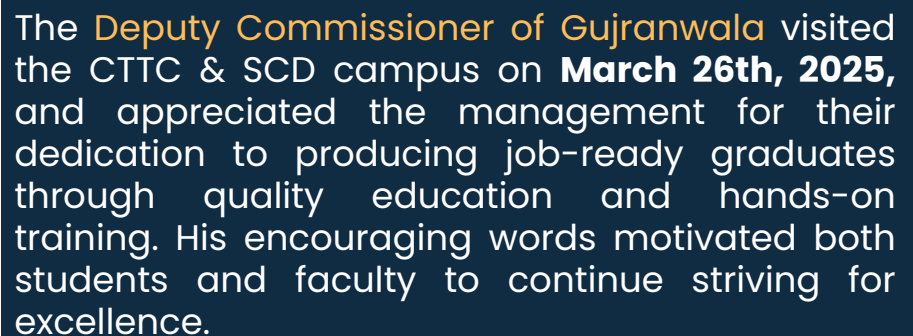 The Deputy Commissioner of Gujranwala visited
the CTTC & SCD campus on March 26th, 2025,
and appreciated the management for their
dedication to producing job-ready graduates
through quality education and hands-on
training. His encouraging words motivated both
students and faculty to continue striving for
excellence.